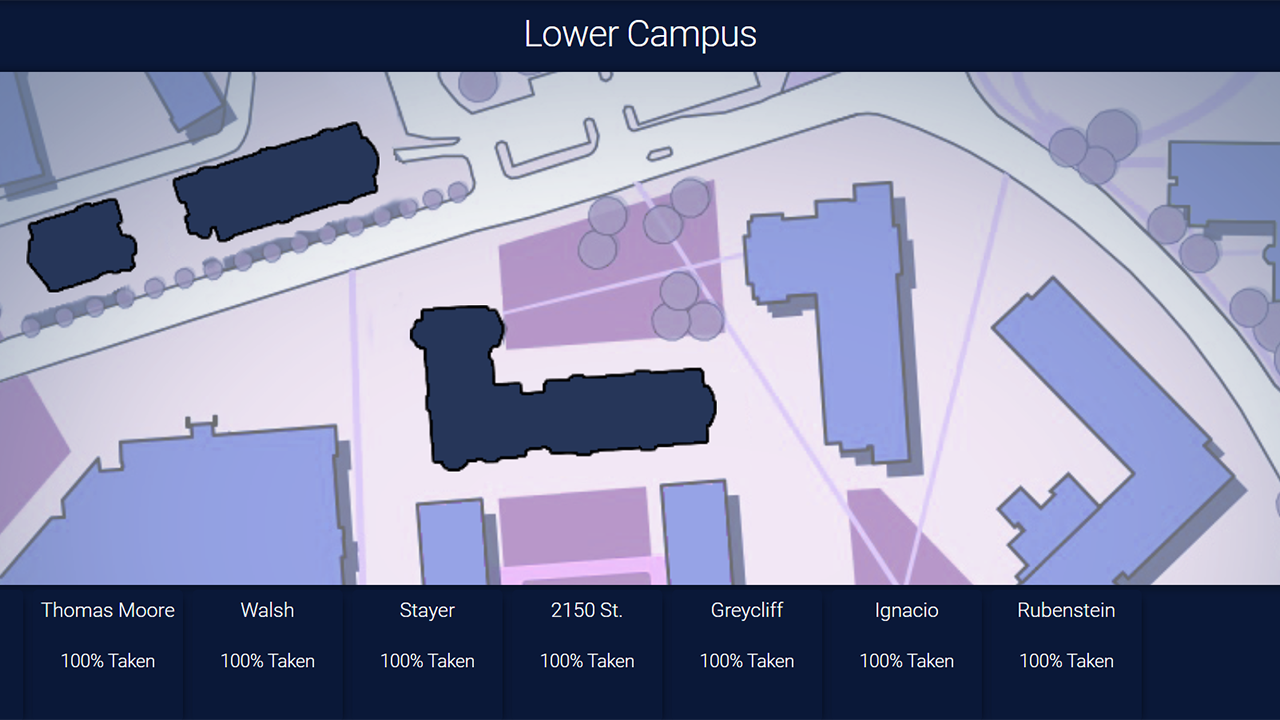 Lower Campus
Thomas Moore
100% Taken
Walsh
100% Taken
Stayer
100% Taken
2150 St.
100% Taken
Greycliff
100% Taken
Ignacio
100% Taken
Rubenstein
100% Taken